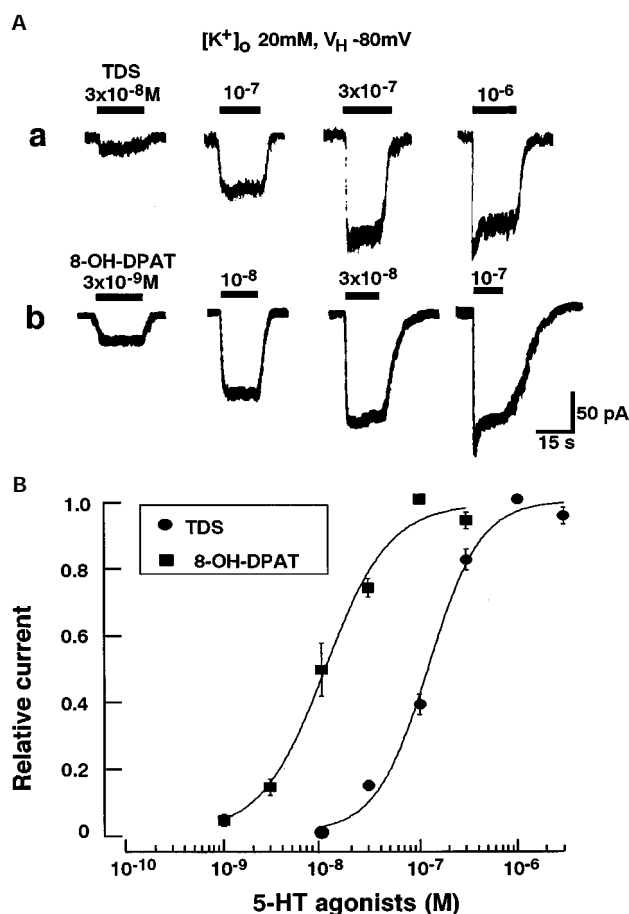 A
[K⁺]o 20mM, VH -80mV
TDS
3x10⁻⁸M 10⁻⁷ 3x10⁻⁷ 10⁻⁶
a
8-OH-DPAT
3x10⁻⁹M 10⁻⁸ 3x10⁻⁸ 10⁻⁷
b
50 pA
15 s
B
1.0
TDS
8-OH-DPAT
0.8
0.6
0.4
0.2
0
Relative current
10⁻¹⁰ 10⁻⁹ 10⁻⁸ 10⁻⁷ 10⁻⁶
5-HT agonists (M)